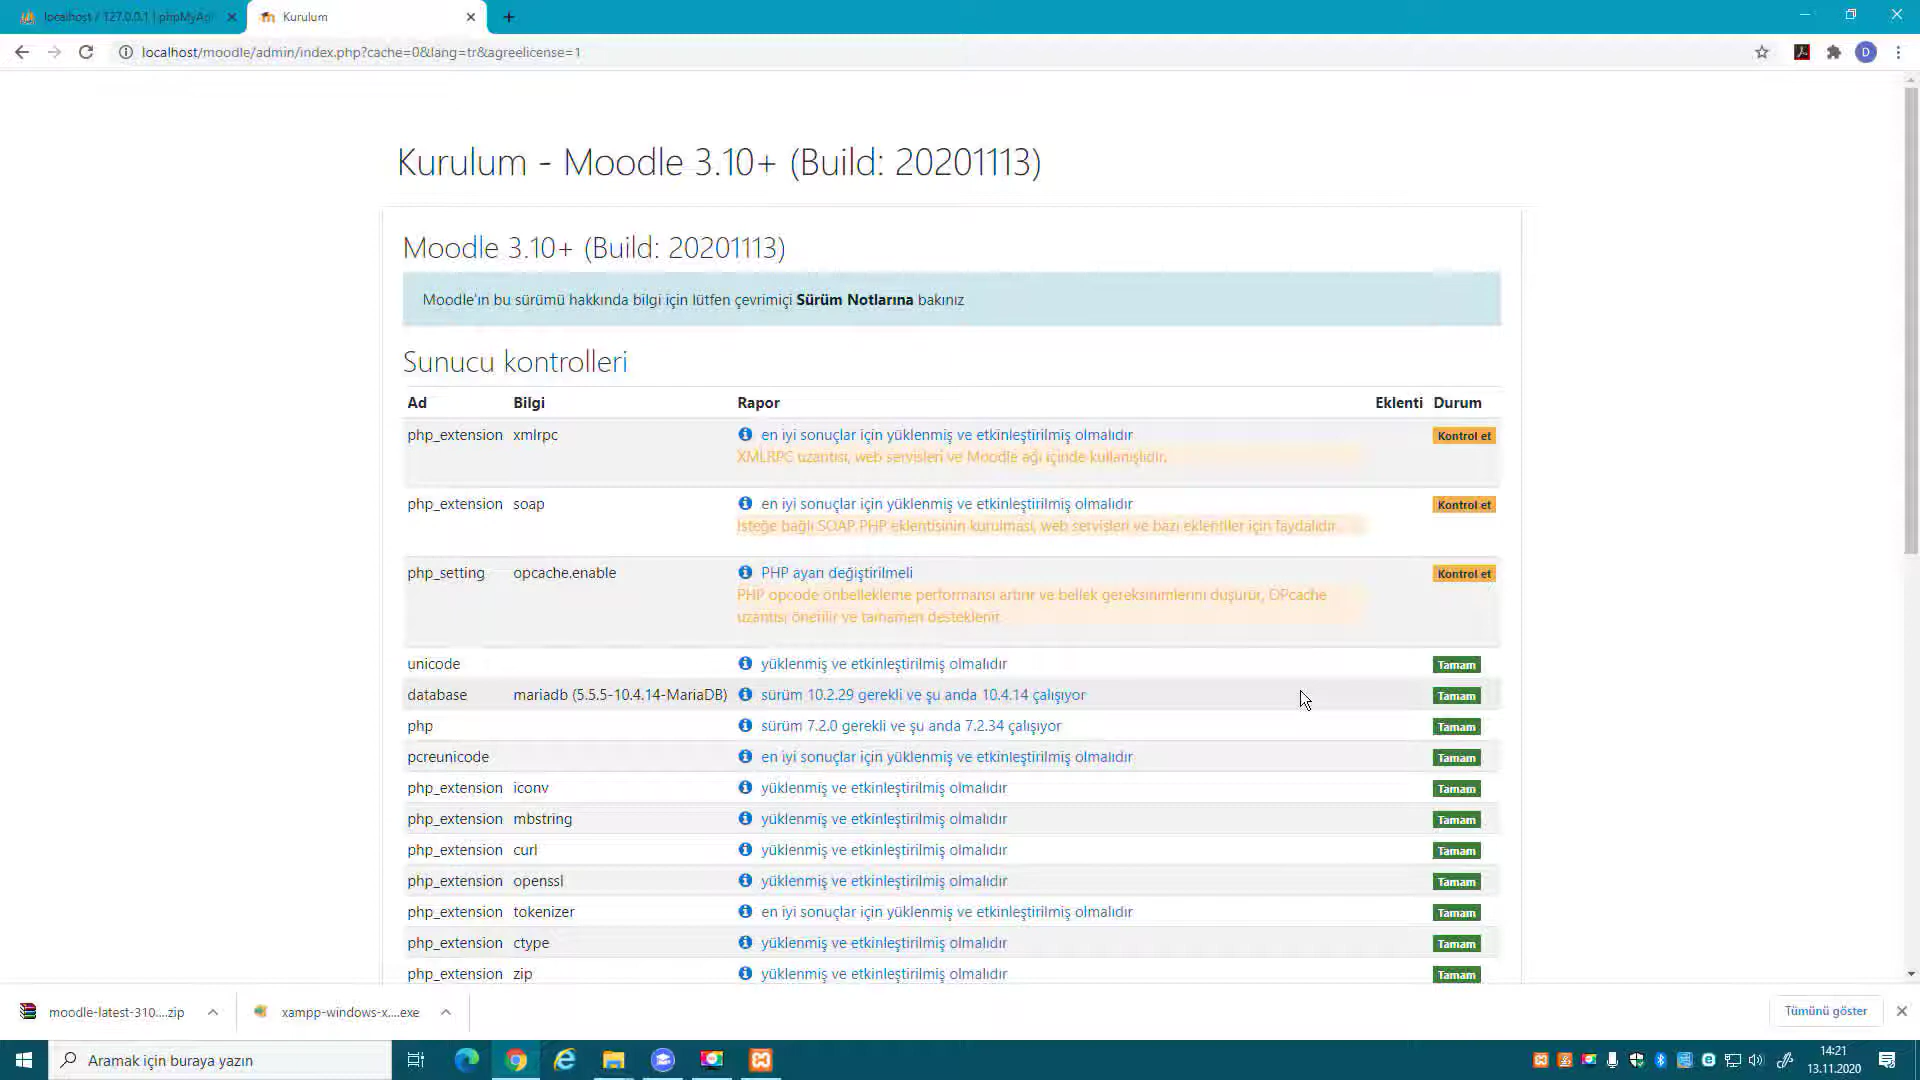 localhost / 127.0.0.1 | phpMyAd
Kurulum
localhost/moodle/admin/index.php?cache=0&lang=tr&agreelicense=1
D
Kurulum - Moodle 3.10+ (Build: 20201113)
Moodle 3.10+ (Build: 20201113)
Moodle'ın bu sürümü hakkında bilgi için lütfen çevrimiçi Sürüm Notlarına bakınız
Sunucu kontrolleri
Ad Bilgi Rapor Eklenti Durum
php_extension xmlrpc en iyi sonuçlar için yüklenmiş ve etkinleştirilmiş olmalıdır Kontrol et
XMLRPC uzantısı, web servisleri ve Moodle ağı içinde kullanışlıdır.
php_extension soap en iyi sonuçlar için yüklenmiş ve etkinleştirilmiş olmalıdır Kontrol et
İsteğe bağlı SOAP PHP eklentisinin kurulması, web servisleri ve bazı eklentiler için faydalıdır.
php_setting opcache.enable PHP ayarı değiştirilmeli Kontrol et
PHP opcode önbellekleme performansı artırır ve bellek gereksinimlerini düşürür, OPcache
uzantısı önerilir ve tamamen desteklenir.
unicode yüklenmiş ve etkinleştirilmiş olmalıdır Tamam
database mariadb (5.5.5-10.4.14-MariaDB) sürüm 10.2.29 gerekli ve şu anda 10.4.14 çalışıyor Tamam
php sürüm 7.2.0 gerekli ve şu anda 7.2.34 çalışıyor Tamam
pcreunicode en iyi sonuçlar için yüklenmiş ve etkinleştirilmiş olmalıdır Tamam
php_extension iconv yüklenmiş ve etkinleştirilmiş olmalıdır Tamam
php_extension mbstring yüklenmiş ve etkinleştirilmiş olmalıdır Tamam
php_extension curl yüklenmiş ve etkinleştirilmiş olmalıdır Tamam
php_extension openssl yüklenmiş ve etkinleştirilmiş olmalıdır Tamam
php_extension tokenizer en iyi sonuçlar için yüklenmiş ve etkinleştirilmiş olmalıdır Tamam
php_extension ctype yüklenmiş ve etkinleştirilmiş olmalıdır Tamam
php_extension zip yüklenmiş ve etkinleştirilmiş olmalıdır Tamam
moodle-latest-310....zip xampp-windows-x....exe Tümünü göster
Aramak için buraya yazın
14:21
13.11.2020